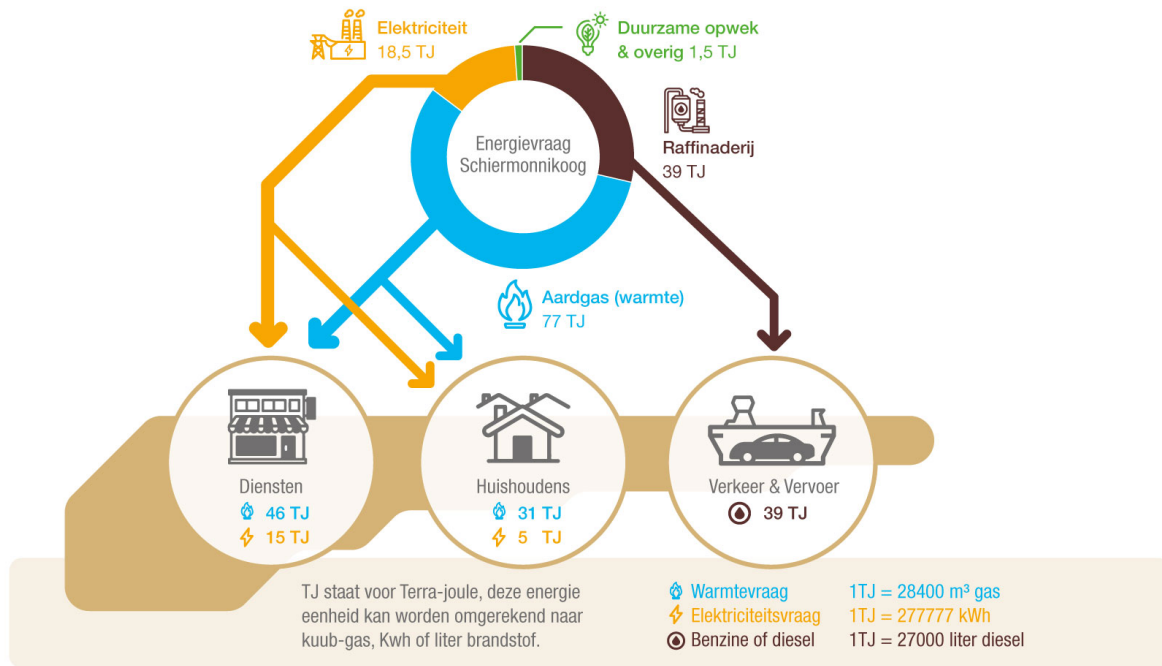 Elektriciteit
18,5 TJ
Duurzame opwek
& overig 1,5 TJ
Energievraag
Schiermonnikoog
Raffinaderij
39 TJ
Aardgas (warmte)
77 TJ
Diensten
46 TJ
15 TJ
Huishoudens
31 TJ
5 TJ
Verkeer & Vervoer
39 TJ
TJ staat voor Terra-joule, deze energie
eenheid kan worden omgerekend naar
kuub-gas, Kwh of liter brandstof.
Warmtevraag 1TJ = 28400 m³ gas
Elektriciteitsvraag 1TJ = 277777 kWh
Benzine of diesel 1TJ = 27000 liter diesel